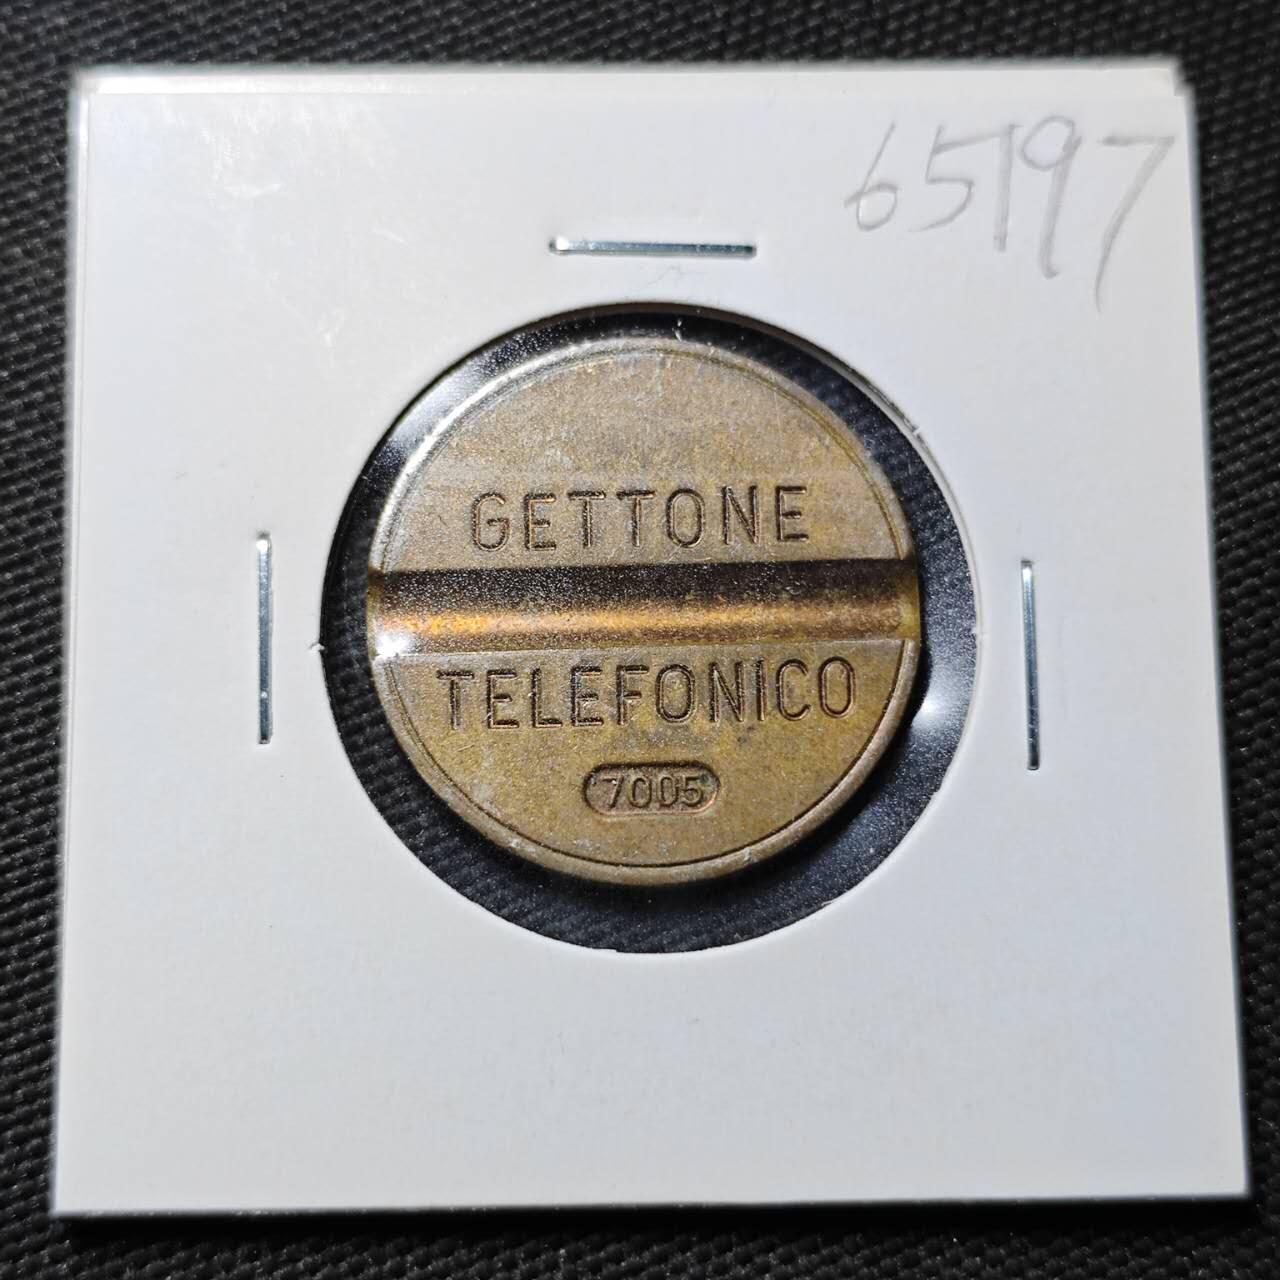 65197
GETTONE
TELEFONICO
7005